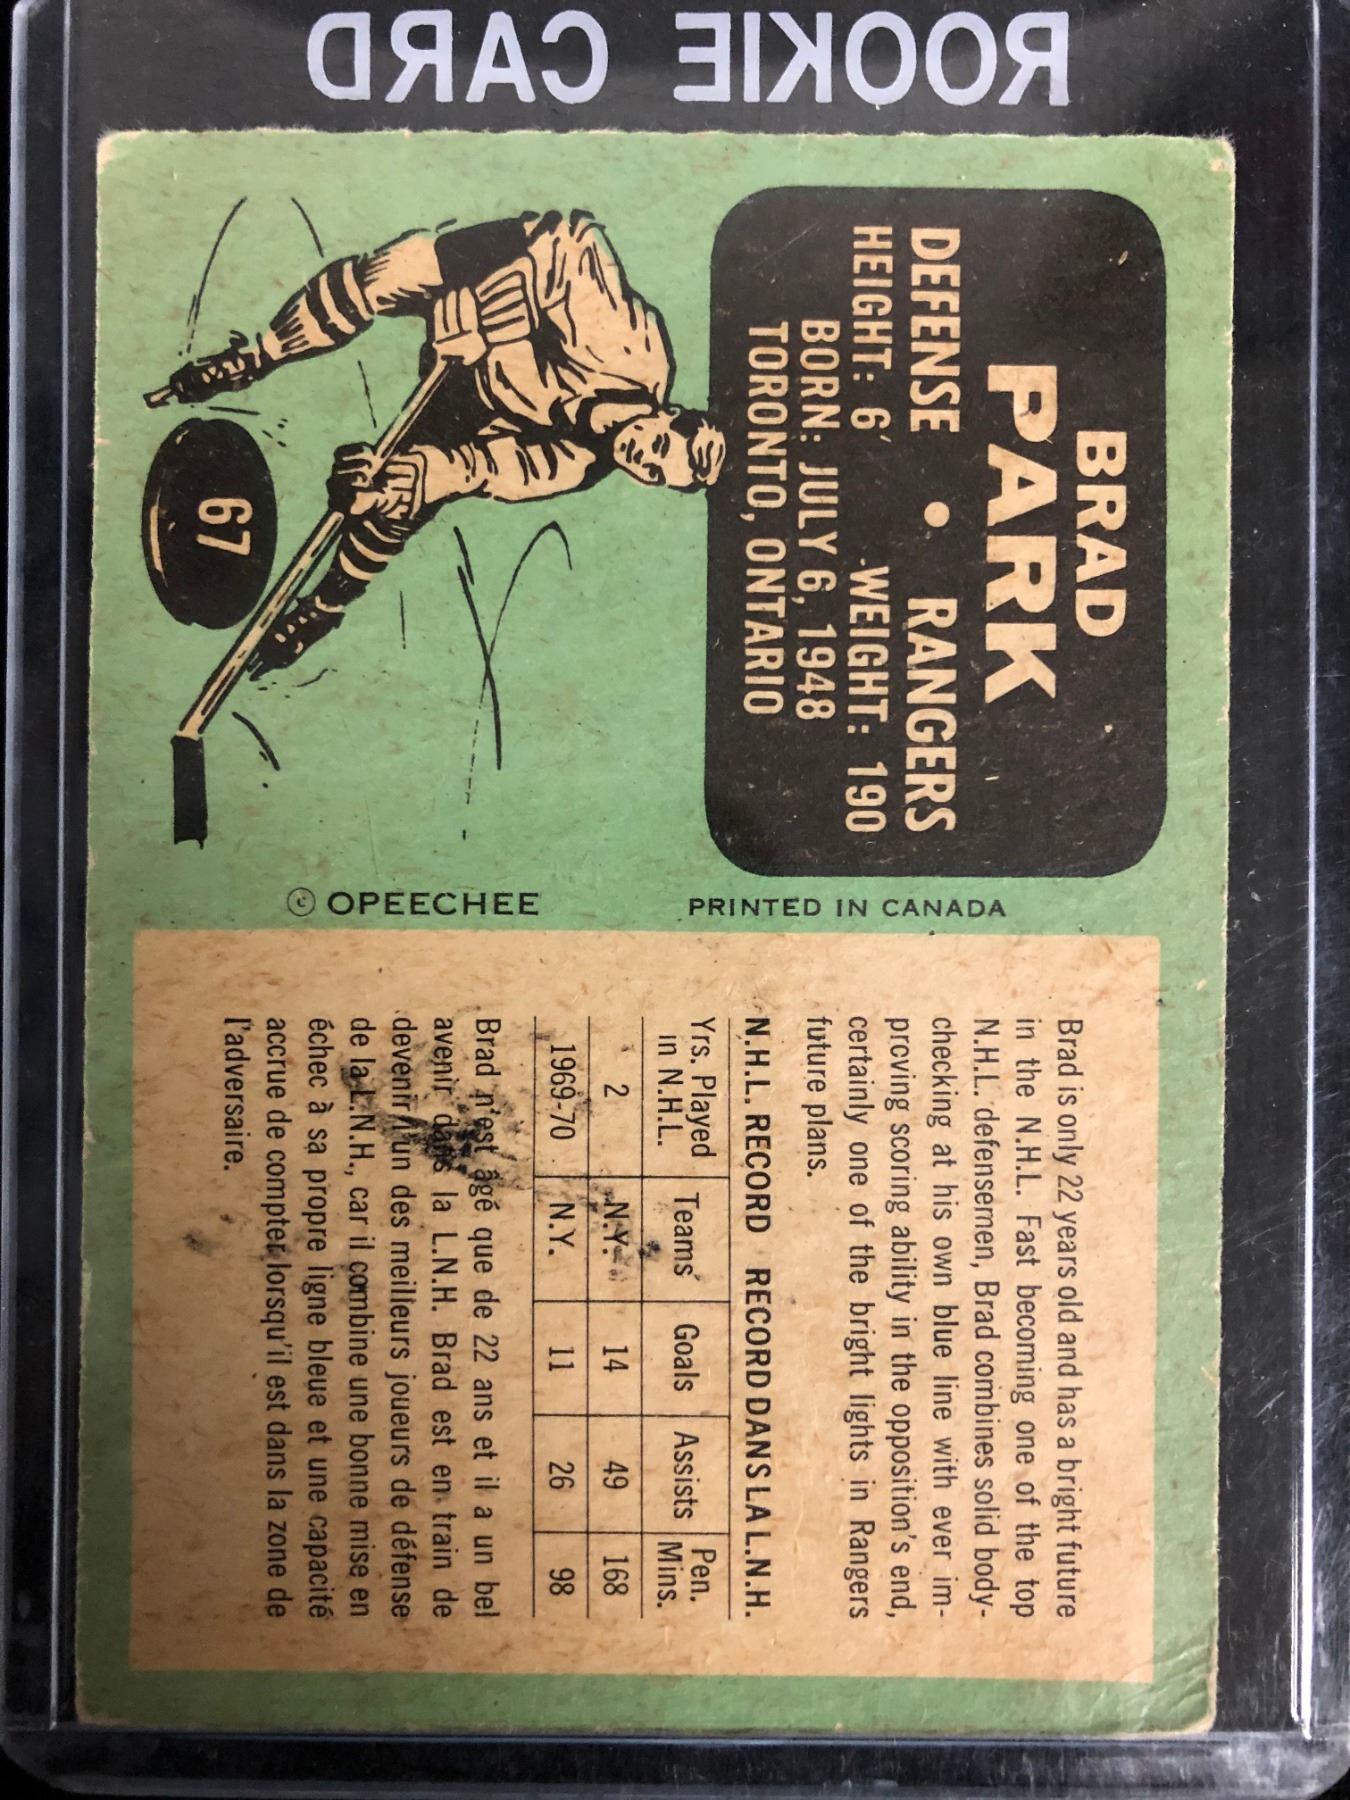 ROOKIE CARD
BRAD
PARK
DEFENSE • RANGERS
HEIGHT: 6′ WEIGHT: 190
BORN: JULY 6, 1948
TORONTO, ONTARIO
67
© OPEECHEE
PRINTED IN CANADA
Brad is only 22 years old and has a bright future
in the N.H.L. Fast becoming one of the top
N.H.L. defensemen, Brad combines solid body-
checking at his own blue line with ever im-
proving scoring ability in the opposition's end,
certainly one of the bright lights in Rangers
future plans.
N.H.L. RECORD RECORD DANS LA L.N.H.
Yrs. Played in N.H.L. Teams Goals Assists Pen. Mins.
2 N.Y. 14 49 168
1969-70 N.Y. 11 26 98
Brad n'est âgé que de 22 ans et il a un bel
avenir dans la L.N.H. Brad est en train de
devenir l'un des meilleurs joueurs de défense
de la L.N.H., car il combine une bonne mise en
échec à sa propre ligne bleue et une capacité
accrue de compter lorsqu'il est dans la zone de
l'adversaire.